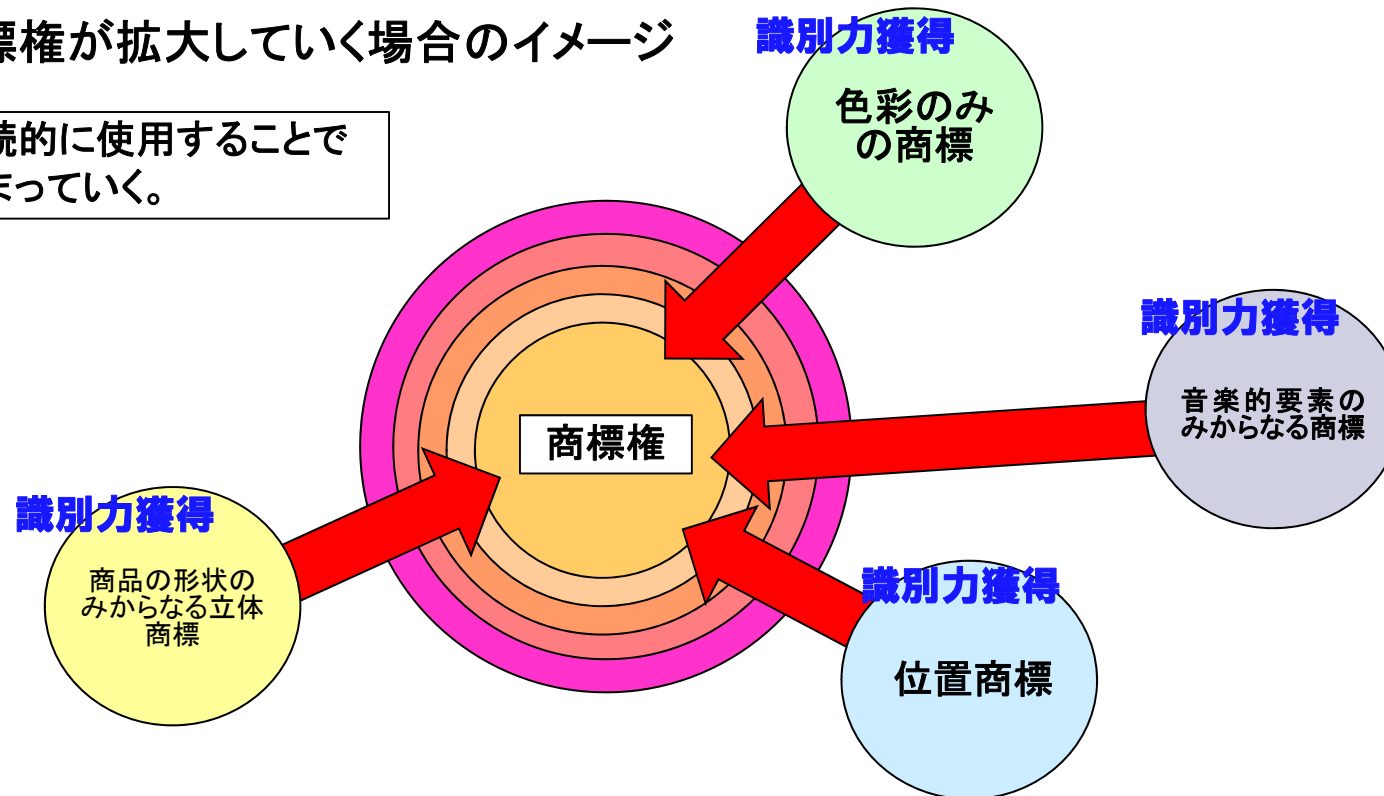 標権が拡大していく場合のイメージ
続的に使用することで
まっていく。
識別力獲得
色彩のみ
の商標
識別力獲得
音楽的要素の
みからなる商標
商標権
識別力獲得
商品の形状の
みからなる立体
商標
識別力獲得
位置商標